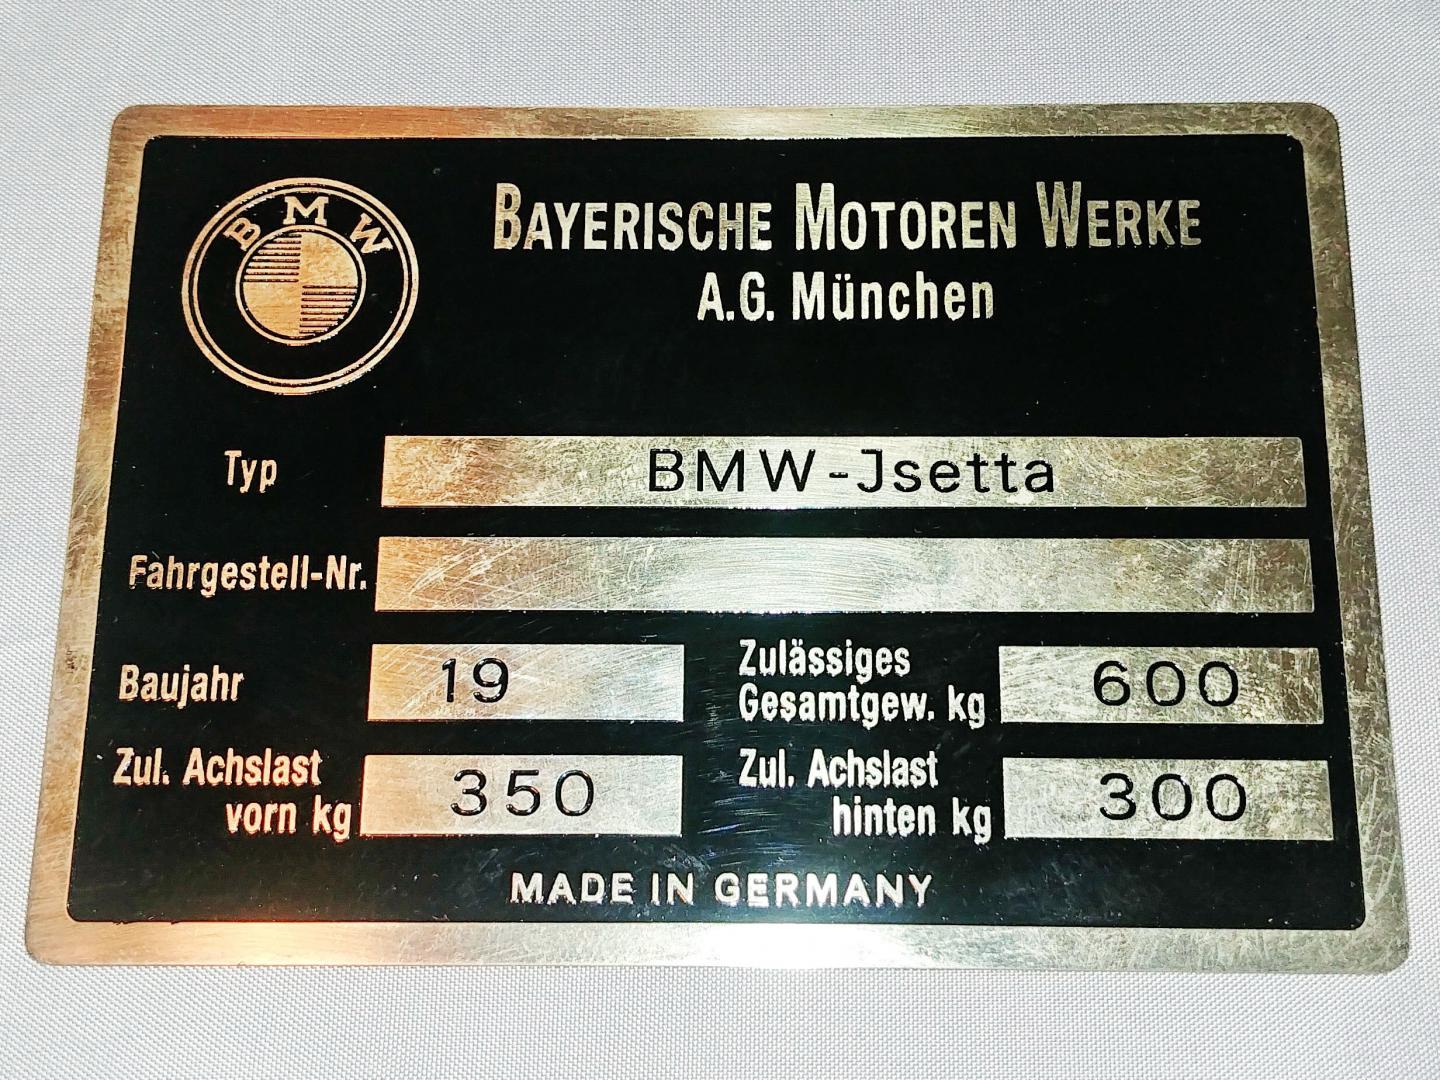 BMW
BAYERISCHE MOTOREN WERKE
A.G. München
Typ BMW-Jsetta
Fahrgestell-Nr.
Baujahr 19
Zulässiges
Gesamtgew. kg 600
Zul. Achslast
vorn kg 350
Zul. Achslast
hinten kg 300
MADE IN GERMANY